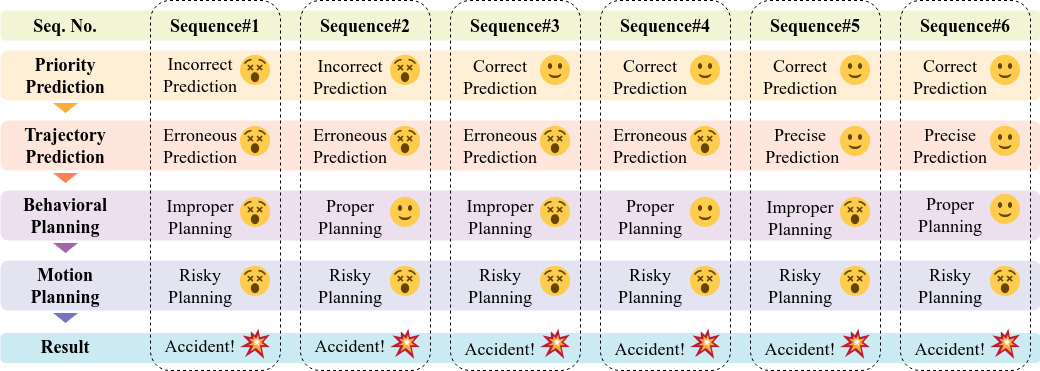 Seq. No. Sequence#1 Sequence#2 Sequence#3 Sequence#4 Sequence#5 Sequence#6
Priority Incorrect Incorrect Correct Correct Correct Correct
Prediction Prediction Prediction Prediction Prediction Prediction Prediction
Trajectory Erroneous Erroneous Erroneous Erroneous Precise Precise
Prediction Prediction Prediction Prediction Prediction Prediction Prediction
Behavioral Improper Proper Improper Proper Improper Proper
Planning Planning Planning Planning Planning Planning Planning
Motion Risky Risky Risky Risky Risky Risky
Planning Planning Planning Planning Planning Planning Planning
Result Accident! Accident! Accident! Accident! Accident! Accident!